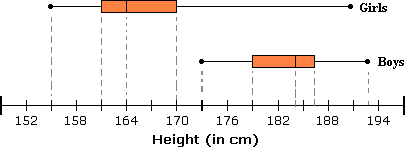 Girls
Boys
152 158 164 170 176 182 188 194
Height (in cm)